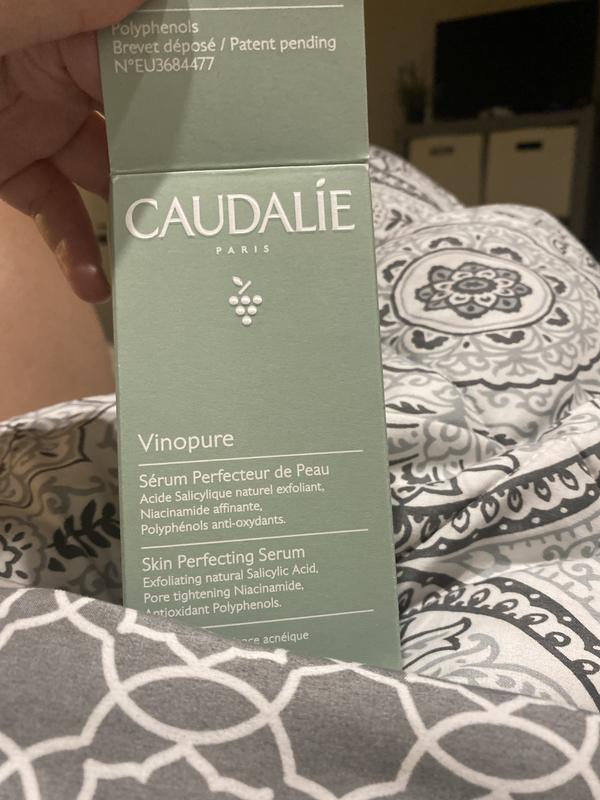 Polyphenols
Brevet déposé / Patent pending
N°EU3684477
CAUDALÍE
PARIS
Vinopure
Sérum Perfecteur de Peau
Acide Salicylique naturel exfoliant,
Niacinamide affinante,
Polyphénols anti-oxydants.
Skin Perfecting Serum
Exfoliating natural Salicylic Acid,
Pore tightening Niacinamide,
Antioxidant Polyphenols.
acnéique